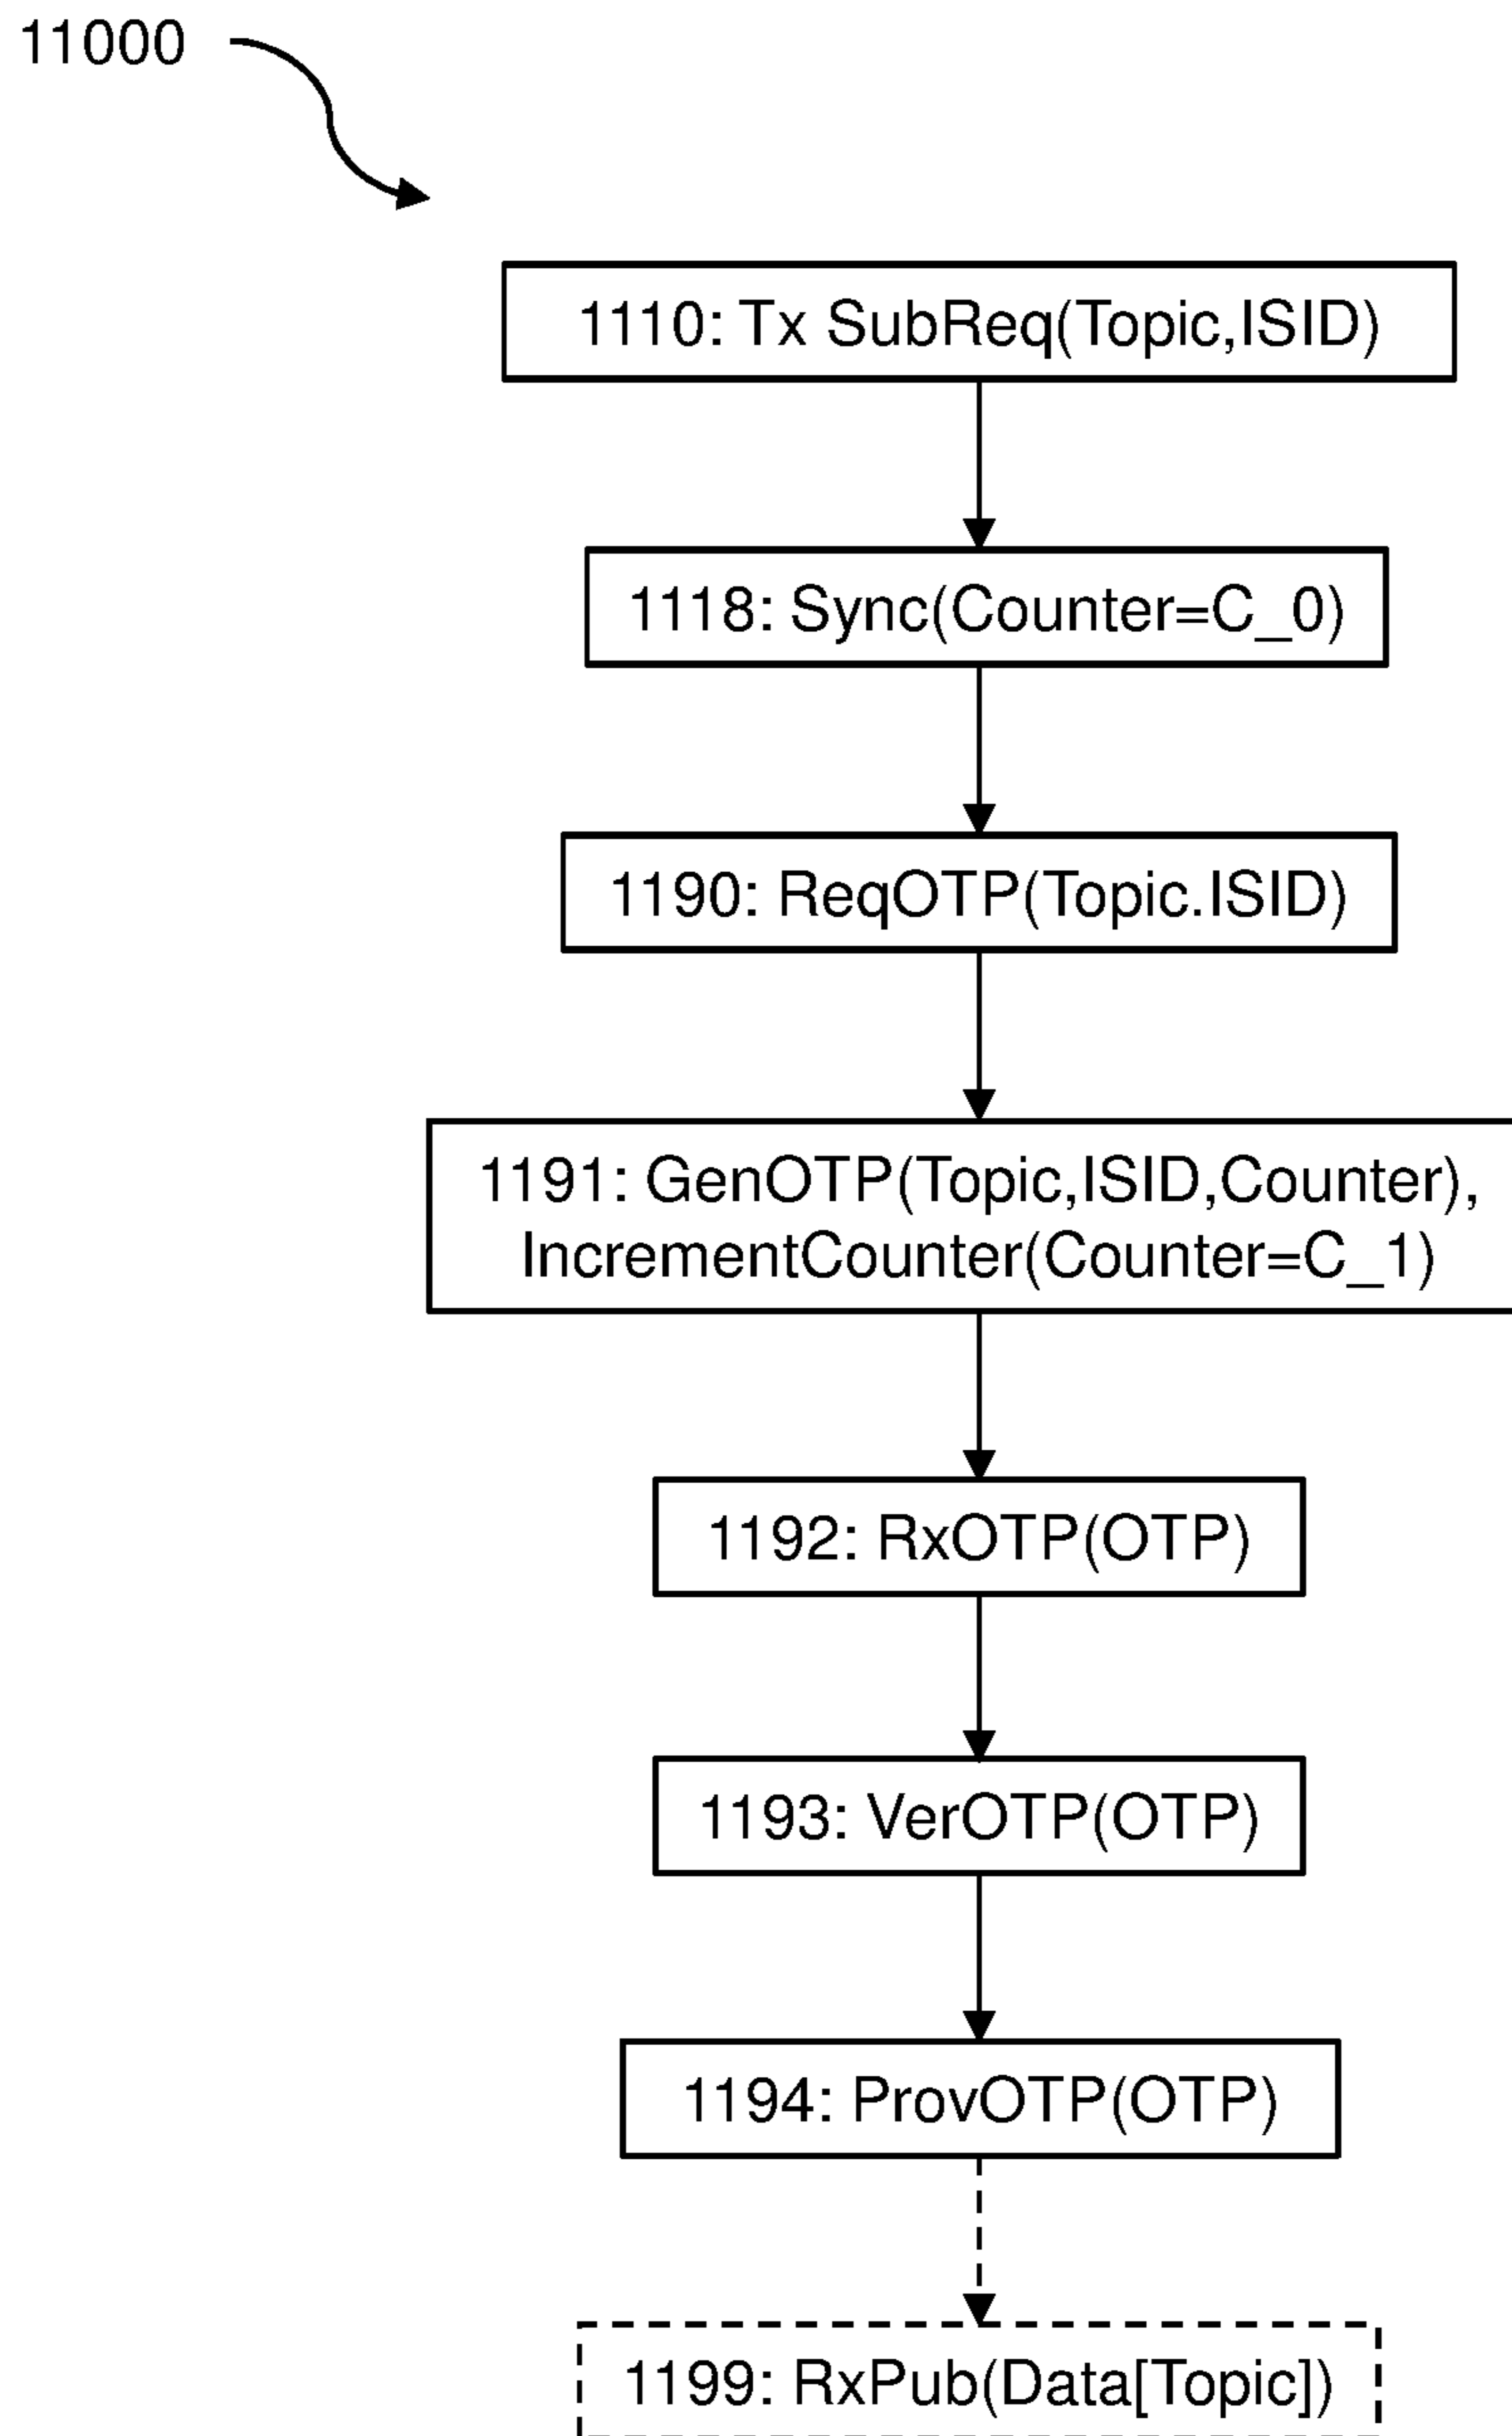 11000
1110: Tx SubReq(Topic,ISID)
1118: Sync(Counter=C_0)
1190: ReqOTP(Topic.ISID)
1191: GenOTP(Topic,ISID,Counter),
IncrementCounter(Counter=C_1)
1192: RxOTP(OTP)
1193: VerOTP(OTP)
1194: ProvOTP(OTP)
1199: RxPub(Data[Topic])